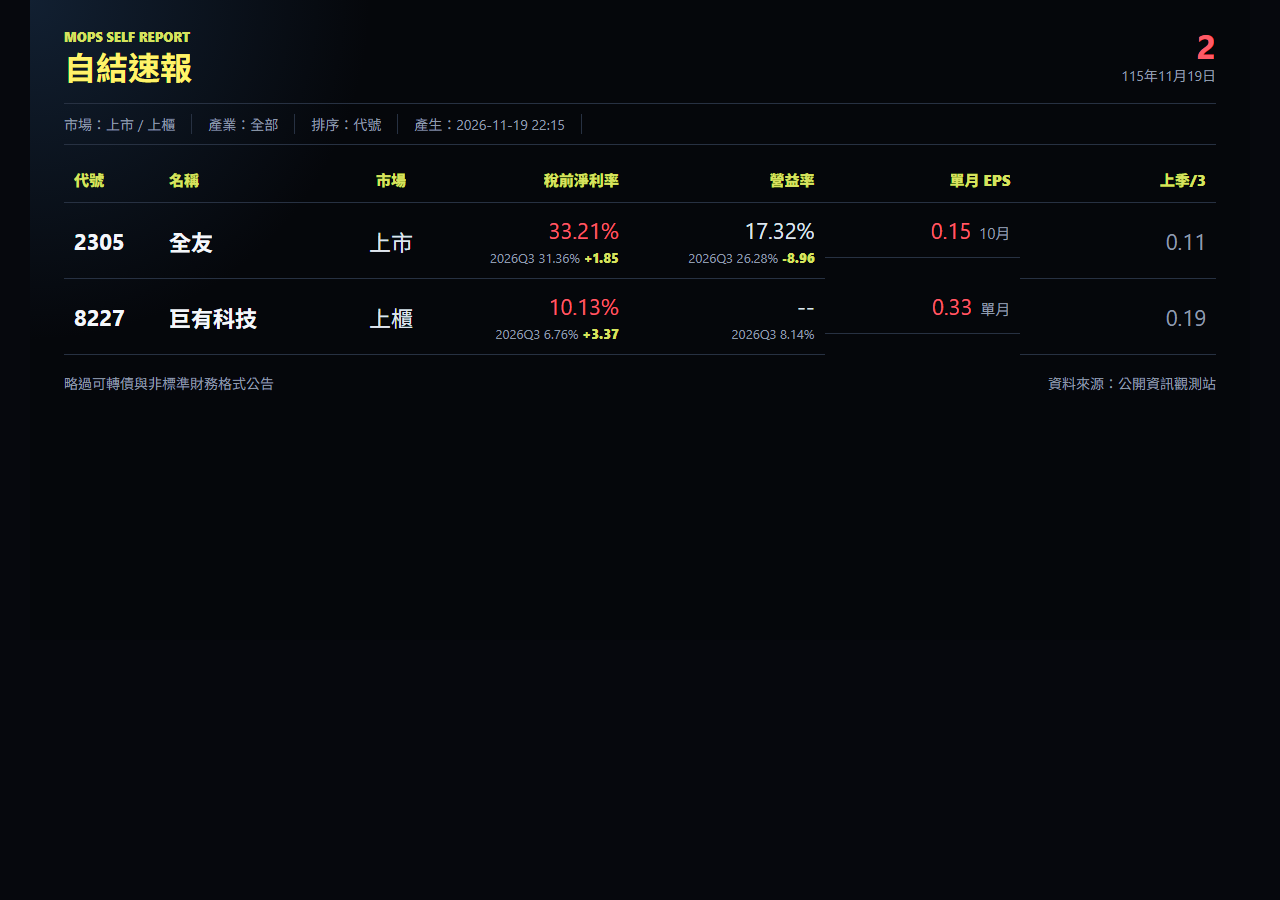 MOPS SELF REPORT
自結速報
2
115年11月19日
市場：上市 / 上櫃 產業：全部 排序：代號 產生：2026-11-19 22:15
代號 名稱 市場 稅前淨利率 營益率 單月 EPS 上季/3
2305 全友 上市 33.21% 17.32% 0.15 10月 0.11
2026Q3 31.36% +1.85 2026Q3 26.28% -8.96
8227 巨有科技 上櫃 10.13% -- 0.33 單月 0.19
2026Q3 6.76% +3.37 2026Q3 8.14%
略過可轉債與非標準財務格式公告 資料來源：公開資訊觀測站